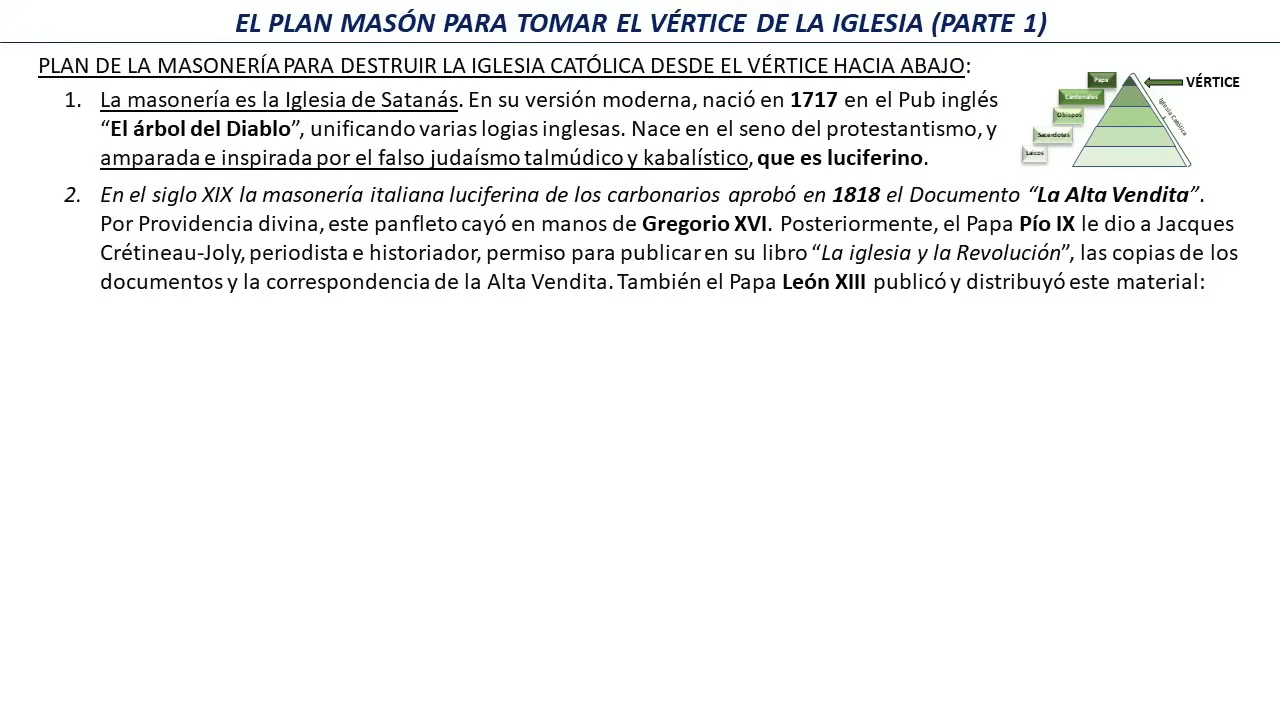 EL PLAN MASÓN PARA TOMAR EL VÉRTICE DE LA IGLESIA (PARTE 1)
PLAN DE LA MASONERÍA PARA DESTRUIR LA IGLESIA CATÓLICA DESDE EL VÉRTICE HACIA ABAJO:
1. La masonería es la Iglesia de Satanás. En su versión moderna, nació en 1717 en el Pub inglés
“El árbol del Diablo”, unificando varias logias inglesas. Nace en el seno del protestantismo, y
amparada e inspirada por el falso judaísmo talmúdico y kabalístico, que es luciferino.
Papa
VÉRTICE
Cardenales
Obispos
Sacerdotes
Laicos
Iglesia Católica
2. En el siglo XIX la masonería italiana luciferina de los carbonarios aprobó en 1818 el Documento “La Alta Vendita”.
Por Providencia divina, este panfleto cayó en manos de Gregorio XVI. Posteriormente, el Papa Pío IX le dio a Jacques
Crétineau-Joly, periodista e historiador, permiso para publicar en su libro “La iglesia y la Revolución”, las copias de los
documentos y la correspondencia de la Alta Vendita. También el Papa León XIII publicó y distribuyó este material: